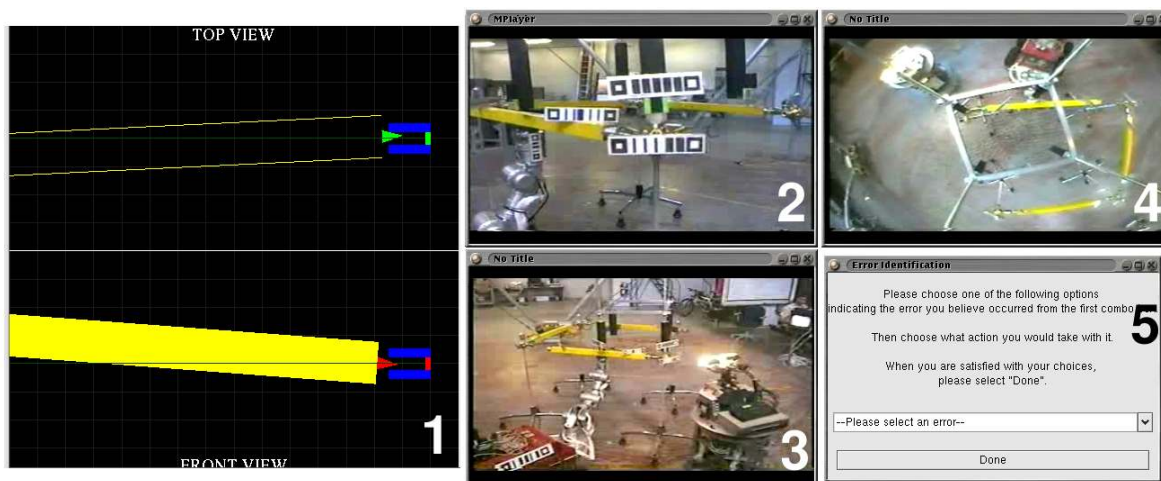 TOP VIEW
FRONT VIEW
1
MPlayer
2
No Title
3
No Title
4
Error Identification
Please choose one of the following options
indicating the error you believe occurred from the first combo
Then choose what action you would take with it.
When you are satisfied with your choices,
please select "Done".
5
--Please select an error--
Done